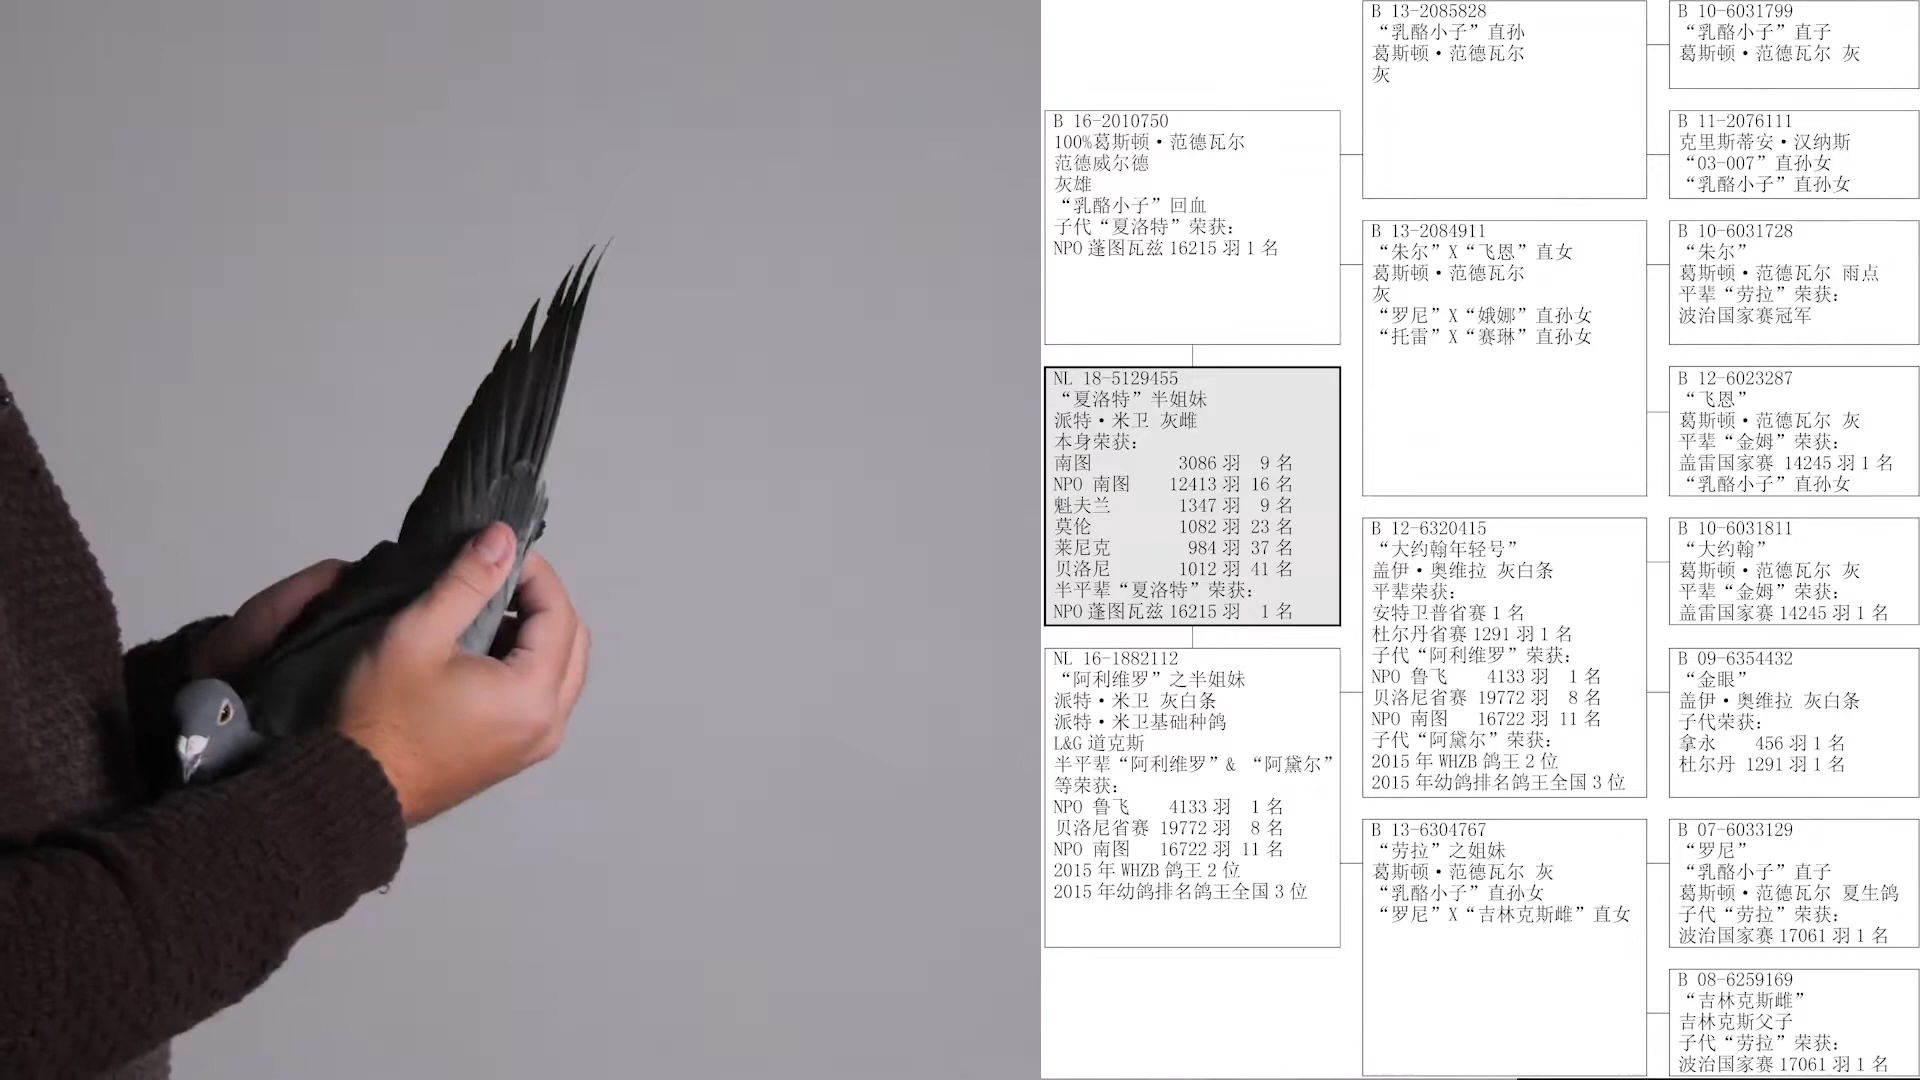 B 16-2010750
100%葛斯顿·范德瓦尔
范德威尔德
灰雄
“乳酪小子”回血
子代“夏洛特”荣获:
NPO 蓬图瓦兹 16215 羽 1 名
NL 18-5129455
“夏洛特”半姐妹
派特·米卫 灰雌
本身荣获:
南图 3086 羽 9 名
NPO 南图 12413 羽 16 名
魁夫兰 1347 羽 9 名
莫伦 1082 羽 23 名
莱尼克 984 羽 37 名
贝洛尼 1012 羽 41 名
半平辈“夏洛特”荣获:
NPO 蓬图瓦兹 16215 羽 1 名
NL 16-1882112
“阿利维罗”之半姐妹
派特·米卫 灰白条
派特·米卫基础种鸽
L&G 道克斯
半平辈“阿利维罗”& “阿黛尔”
等荣获:
NPO 鲁飞 4133 羽 1 名
贝洛尼省赛 19772 羽 8 名
NPO 南图 16722 羽 11 名
2015 年 WHZB 鸽王 2 位
2015 年幼鸽排名鸽王全国 3 位
B 13-2085828
“乳酪小子”直孙
葛斯顿·范德瓦尔
灰
B 13-2084911
“朱尔”X“飞恩”直女
葛斯顿·范德瓦尔
灰
“罗尼”X“娥娜”直孙女
“托雷”X“赛琳”直孙女
B 12-6320415
“大约翰年轻号”
盖伊·奥维拉 灰白条
平辈荣获:
安特卫普省赛 1 名
杜尔丹省赛 1291 羽 1 名
子代“阿利维罗”荣获:
NPO 鲁飞 4133 羽 1 名
贝洛尼省赛 19772 羽 8 名
NPO 南图 16722 羽 11 名
子代“阿黛尔”荣获:
2015 年 WHZB 鸽王 2 位
2015 年幼鸽排名鸽王全国 3 位
B 13-6304767
“劳拉”之姐妹
葛斯顿·范德瓦尔 灰
“乳酪小子”直孙女
“罗尼”X“吉林克斯雌”直女
B 10-6031799
“乳酪小子”直子
葛斯顿·范德瓦尔 灰
B 11-2076111
克里斯蒂安·汉纳斯
“03-007”直孙女
“乳酪小子”直孙女
B 10-6031728
“朱尔”
葛斯顿·范德瓦尔 雨点
平辈“劳拉”荣获:
波治国家赛冠军
B 12-6023287
“飞恩”
葛斯顿·范德瓦尔 灰
平辈“金姆”荣获:
盖雷国家赛 14245 羽 1 名
“乳酪小子”直孙女
B 10-6031811
“大约翰”
葛斯顿·范德瓦尔 灰
平辈“金姆”荣获:
盖雷国家赛 14245 羽 1 名
B 09-6354432
“金眼”
盖伊·奥维拉 灰白条
子代荣获:
拿永 456 羽 1 名
杜尔丹 1291 羽 1 名
B 07-6033129
“罗尼”
“乳酪小子”直子
葛斯顿·范德瓦尔 夏生鸽
子代“劳拉”荣获:
波治国家赛 17061 羽 1 名
B 08-6259169
“吉林克斯雌”
吉林克斯父子
子代“劳拉”荣获:
波治国家赛 17061 羽 1 名